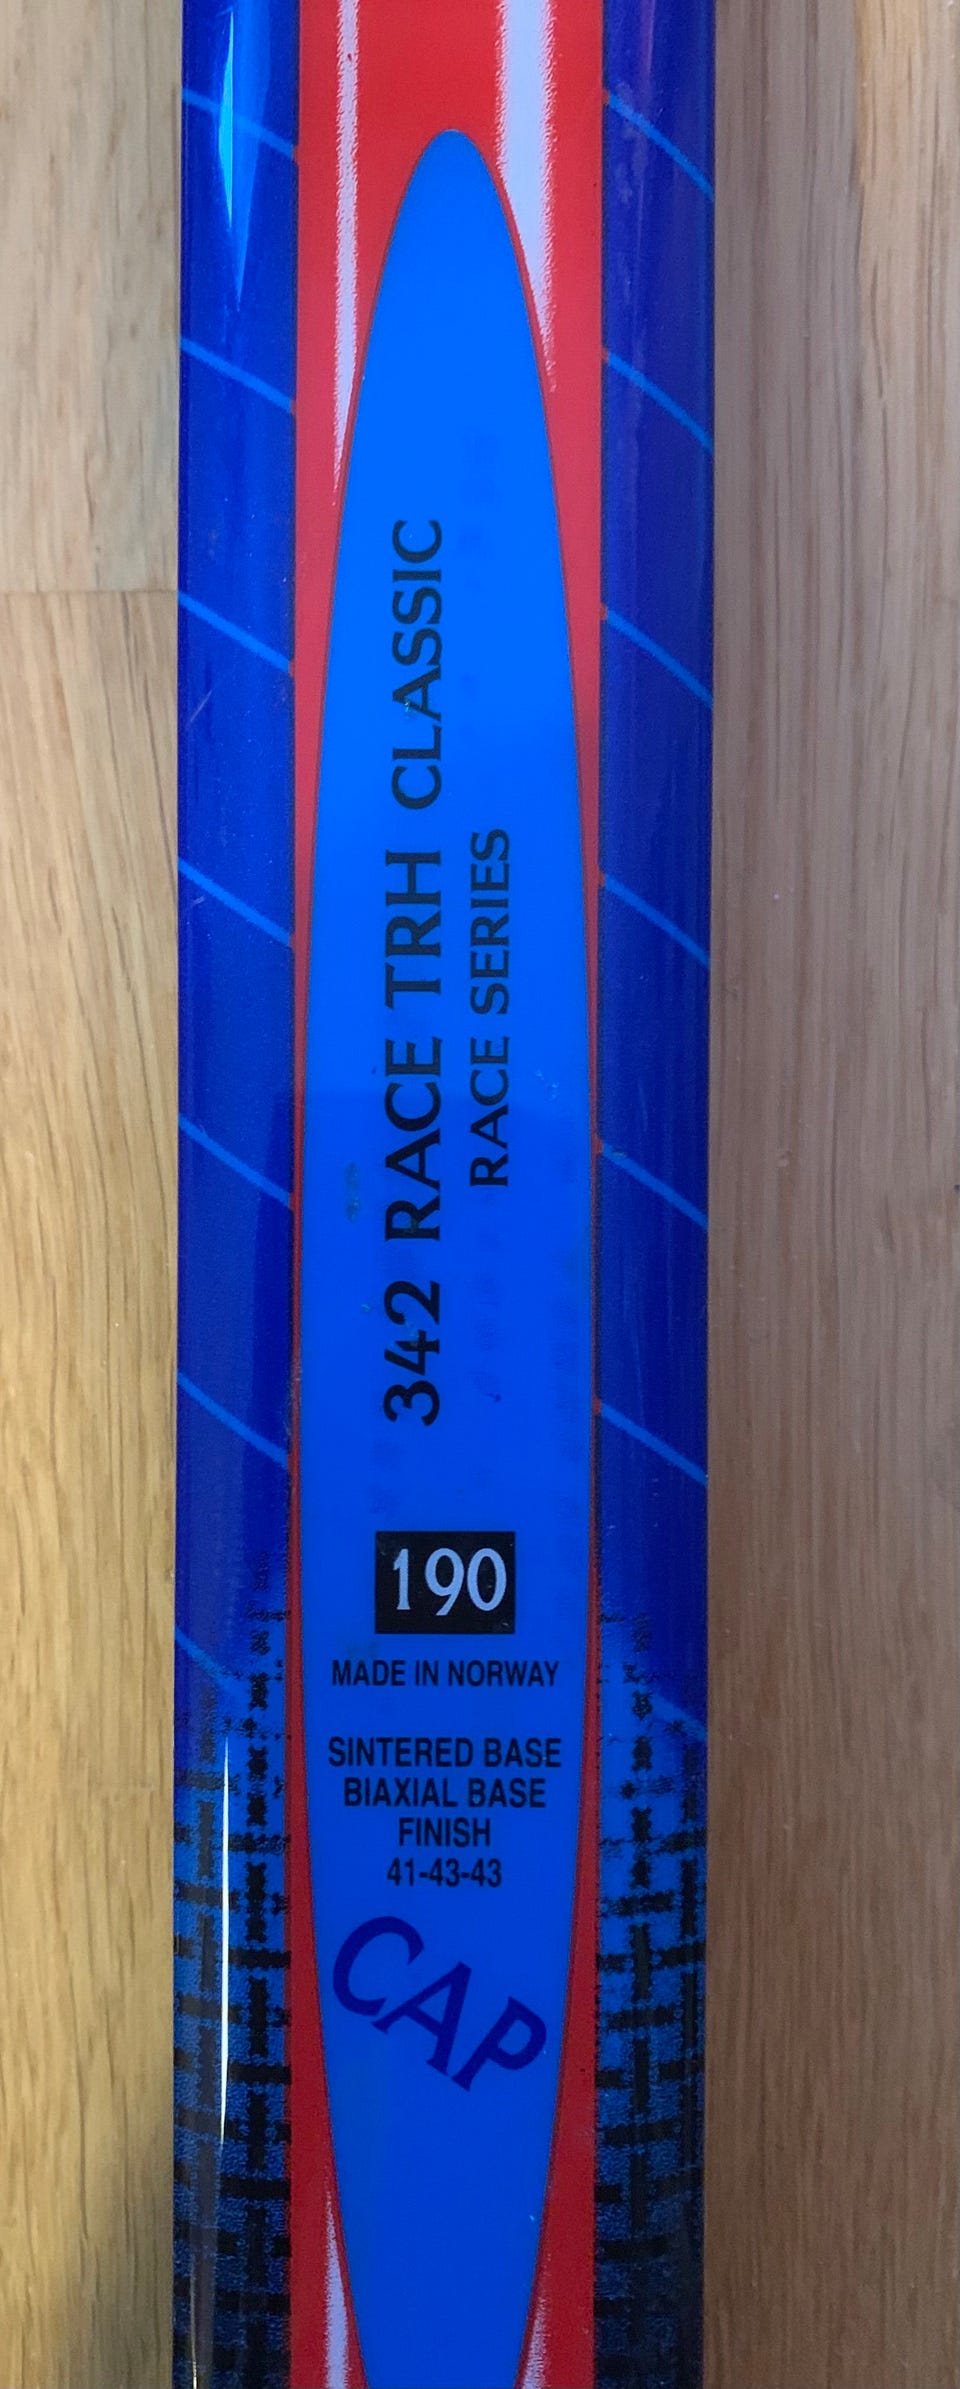 342 RACE TRH CLASSIC
RACE SERIES
190
MADE IN NORWAY
SINTERED BASE
BIAXIAL BASE
FINISH
41-43-43
CAP